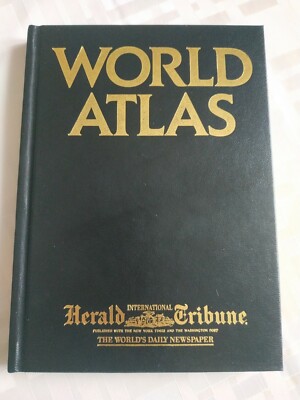 WORLD
ATLAS
INTERNATIONAL
Herald Tribune
PUBLISHED WITH THE NEW YORK TIMES AND THE WASHINGTON POST
THE WORLD'S DAILY NEWSPAPER